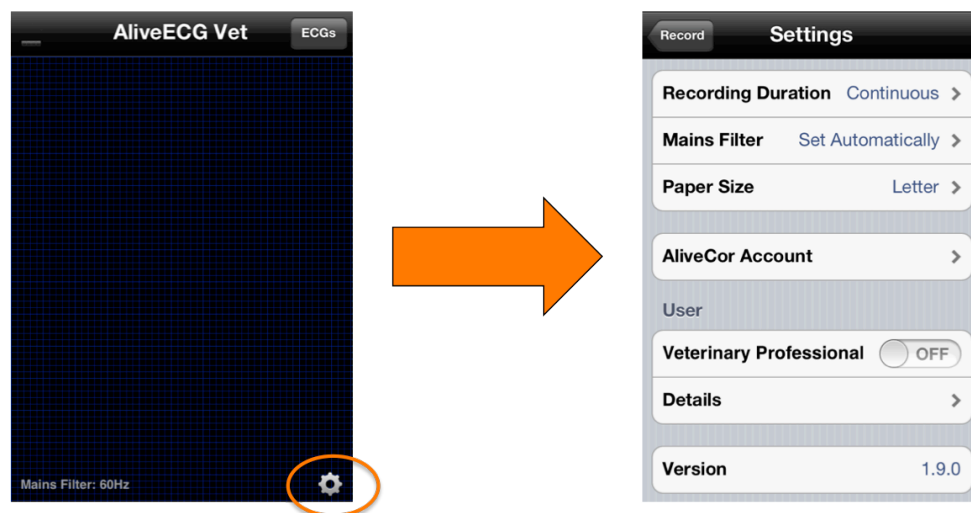 AliveECG Vet
ECGs
Mains Filter: 60Hz
Record
Settings
Recording Duration Continuous
Mains Filter Set Automatically
Paper Size Letter
AliveCor Account
User
Veterinary Professional OFF
Details
Version 1.9.0